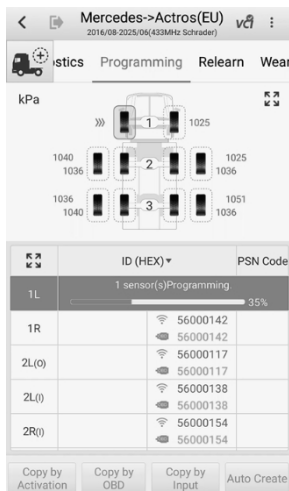 Mercedes->Actros(EU)
2016/08-2025/06(433MHz Schrader)
stics Programming Relearn Wear
kPa
1 1025
1040 1025
1036 2 1036
1036 1051
1040 3 1036
ID (HEX)▾ PSN Code
1L 1 sensor(s)Programming.
35%
1R 56000142
56000142
2L(O) 56000117
56000117
2L(I) 56000138
56000138
2R(I) 56000154
56000154
Copy by Activation Copy by OBD Copy by Input Auto Create